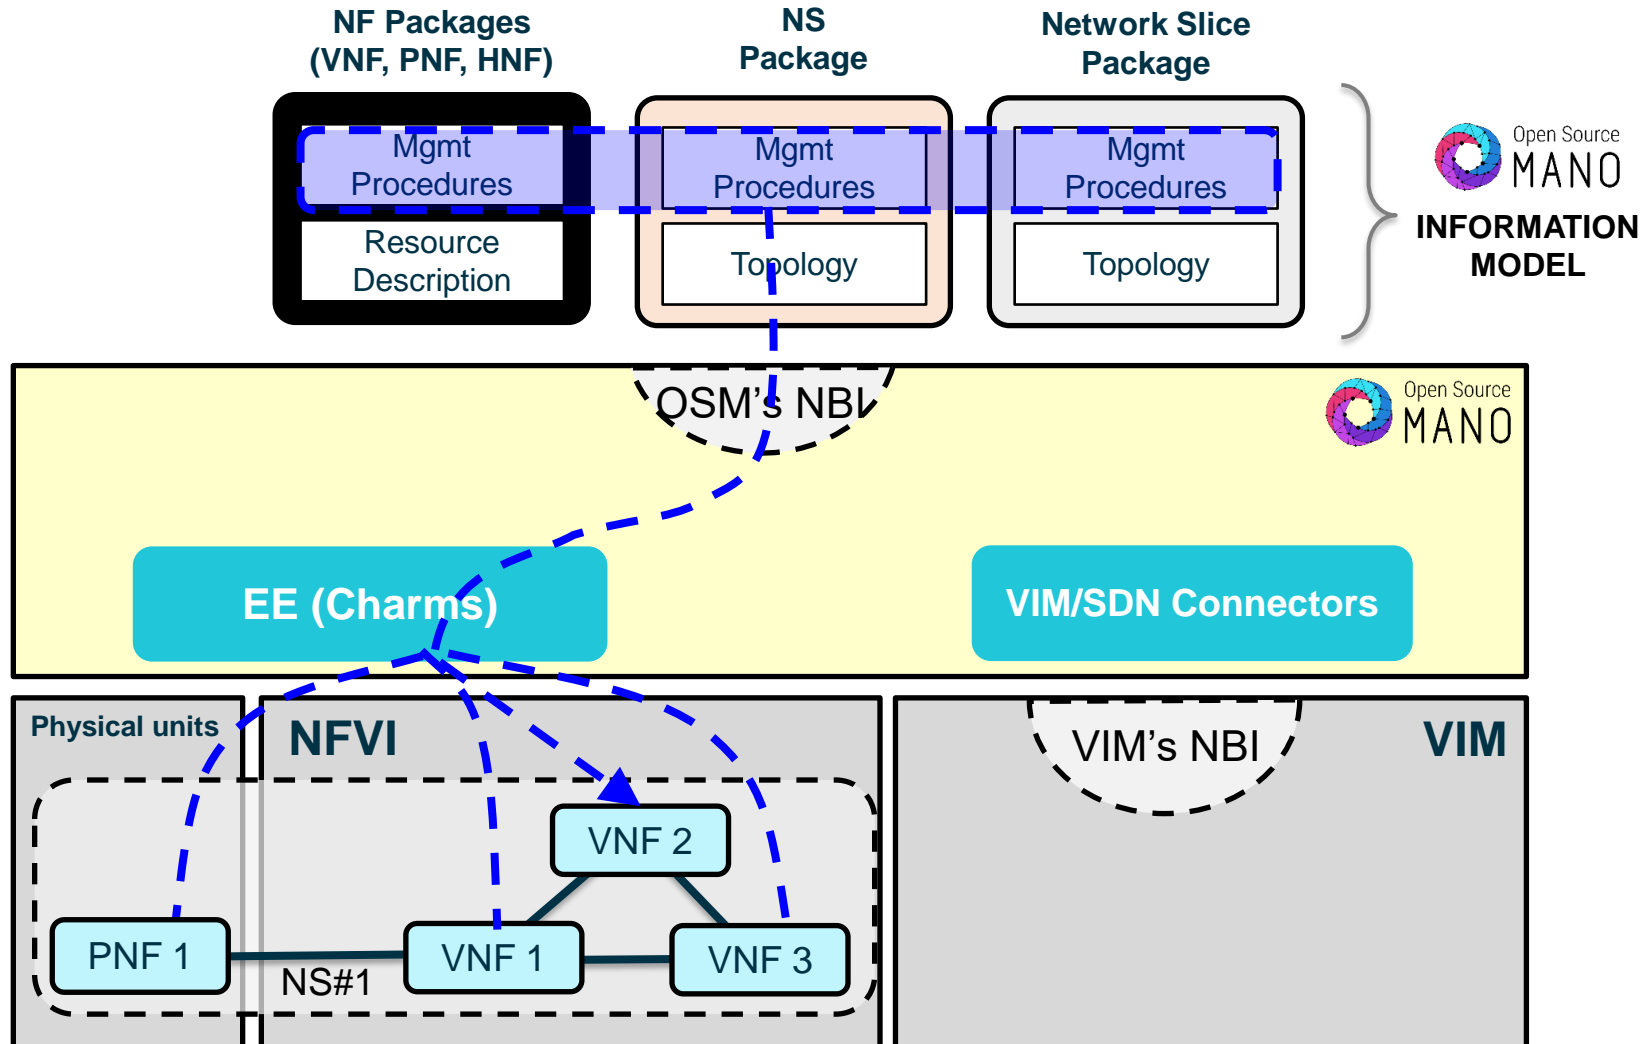 NF Packages
(VNF, PNF, HNF)
NS
Package
Network Slice
Package
Mgmt
Procedures
Mgmt
Procedures
Mgmt
Procedures
Resource
Description
Topology
Topology
Open Source
MANO
INFORMATION
MODEL
OSM’s NBI
Open Source
MANO
EE (Charms)
VIM/SDN Connectors
Physical units
NFVI
VIM’s NBI
VIM
VNF 2
PNF 1
VNF 1
VNF 3
NS#1